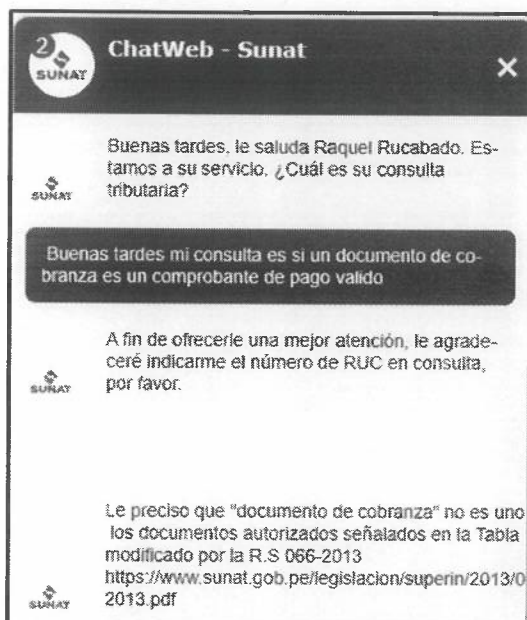 2
SUNAT
ChatWeb - Sunat
×
Buenas tardes, le saluda Raquel Rucabado. Es-
tamos a su servicio, ¿Cuál es su consulta
tributaria?
SUNAT
Buenas tardes mi consulta es si un documento de co-
branza es un comprobante de pago valido
A fin de ofrecerle una mejor atención, le agrade-
ceré indicarme el número de RUC en consulta,
por favor.
SUNAT
Le preciso que "documento de cobranza" no es uno
los documentos autorizados señalados en la Tabla
modificado por la R.S 066-2013
https://www.sunat.gob.pe/legislacion/superin/2013/0
2013.pdf
SUNAT